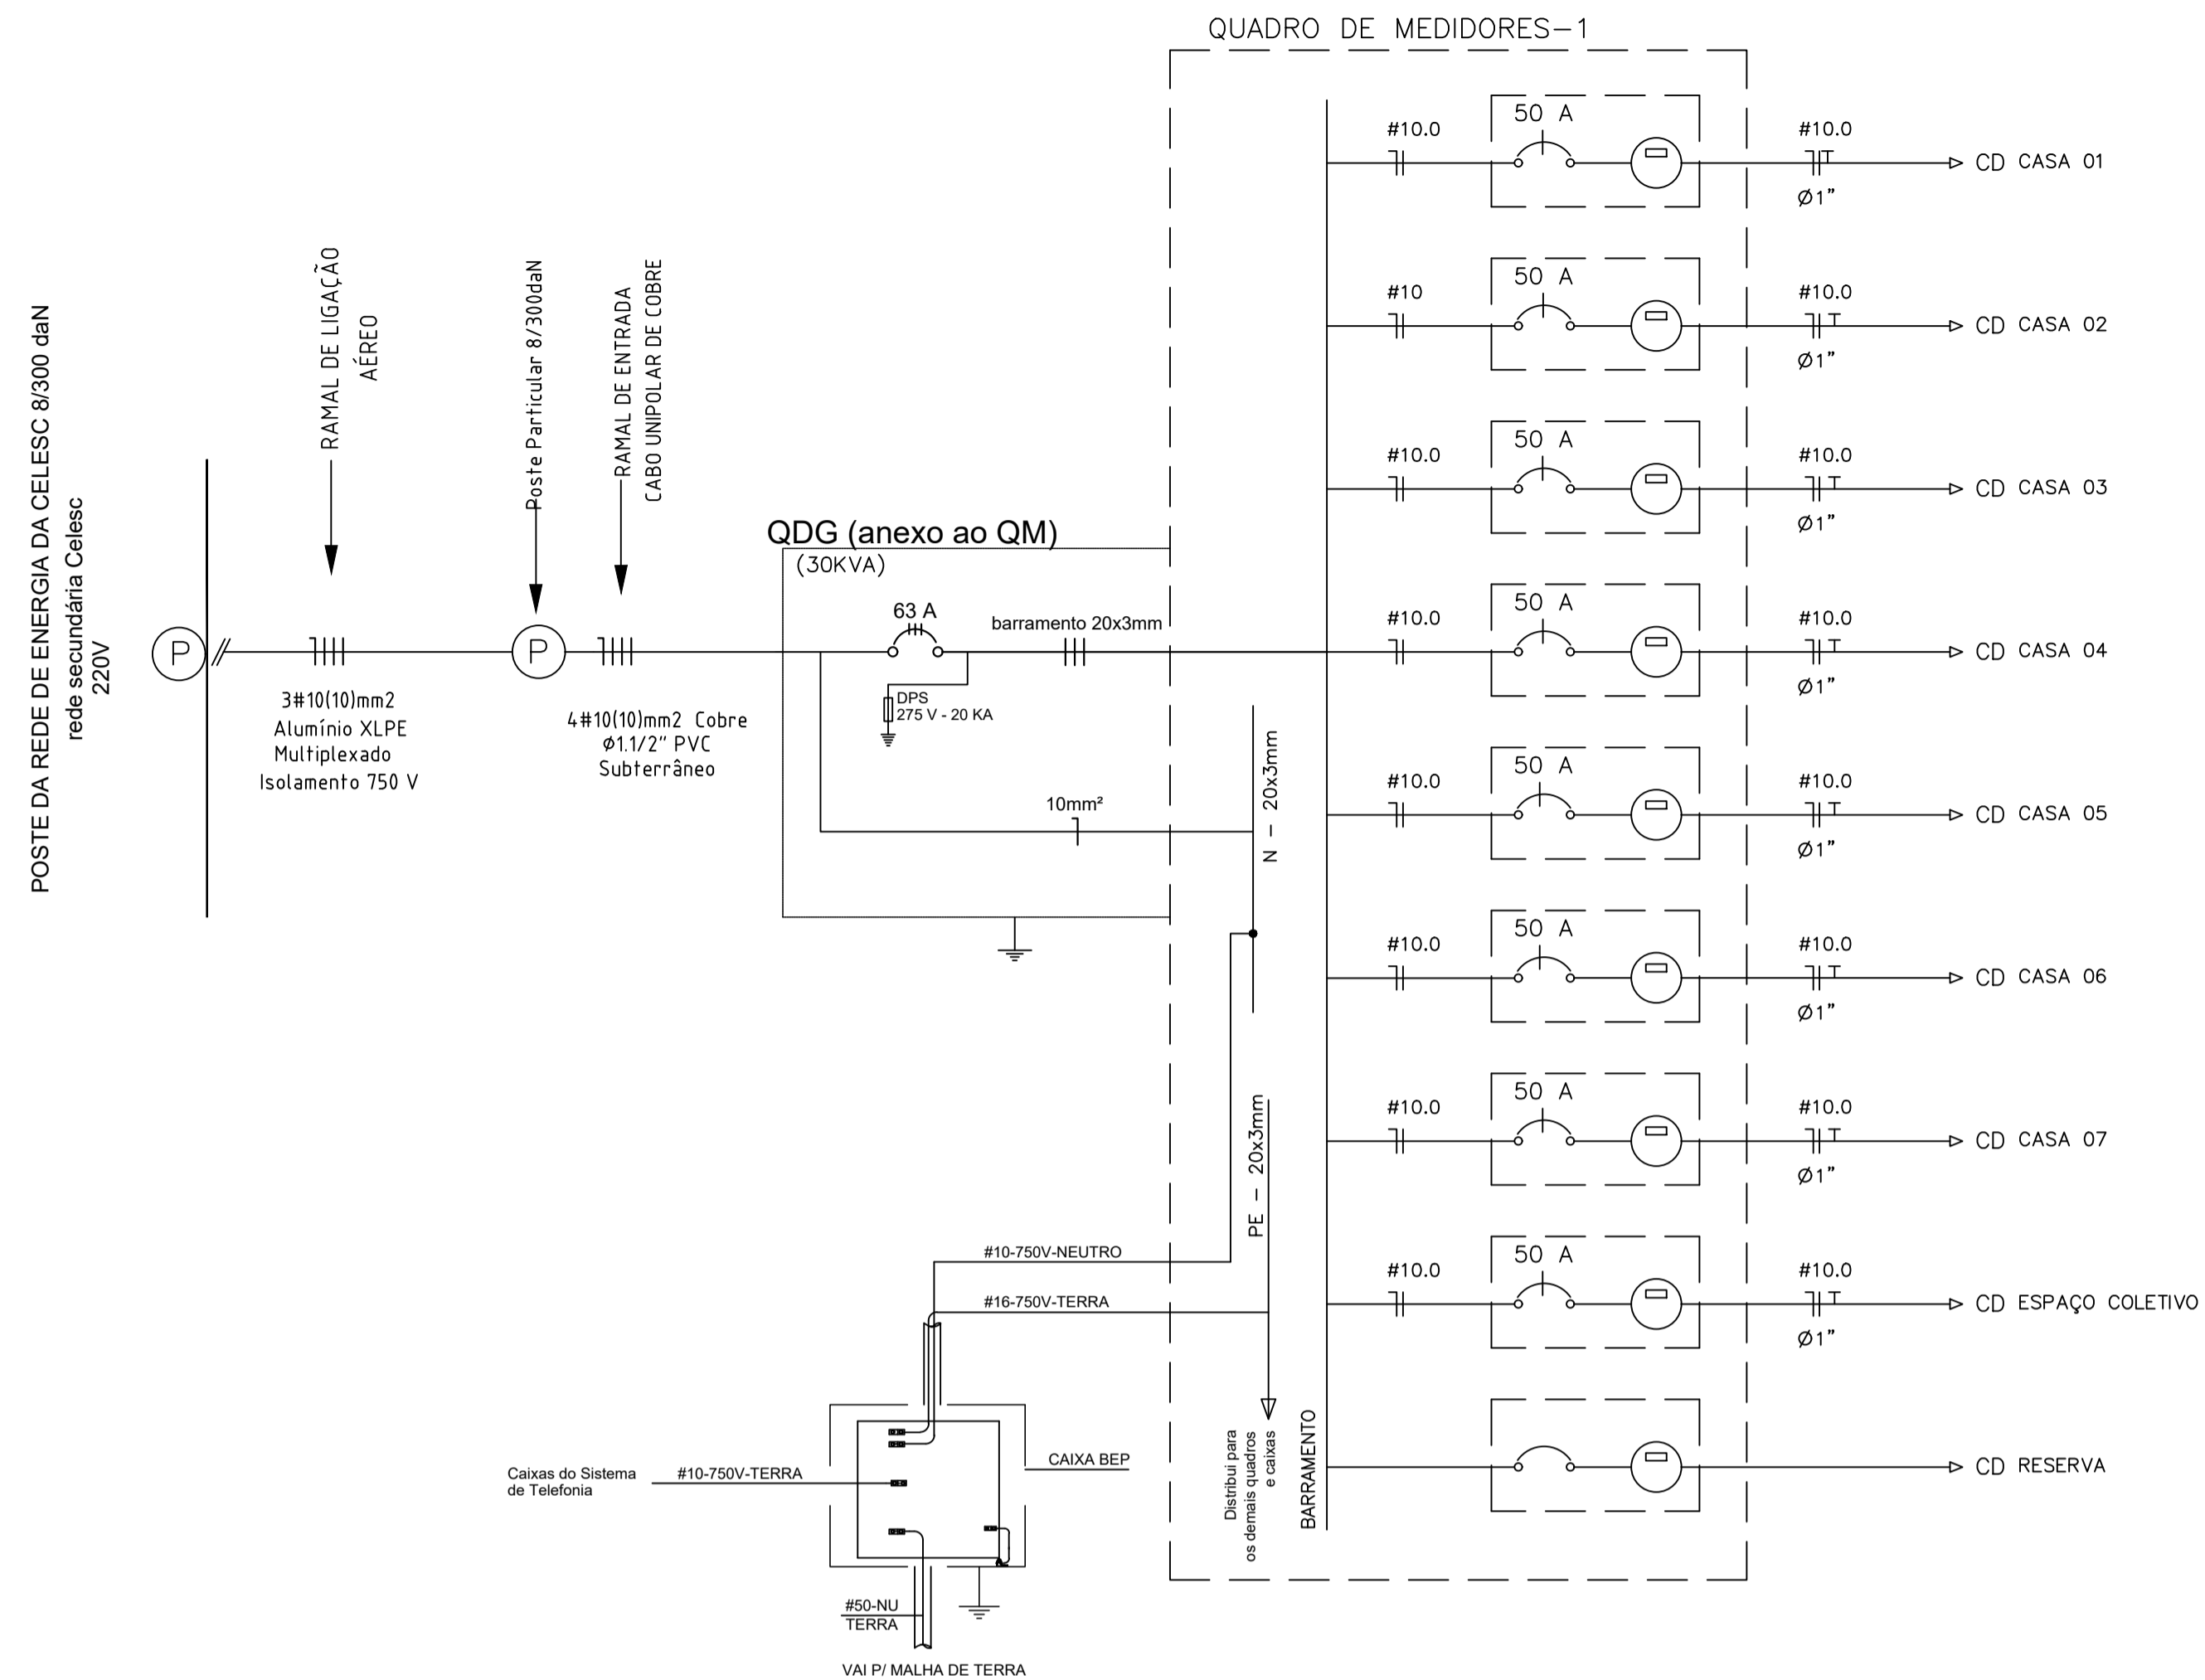 QUADRO DE MEDIDORES-1
POSTE DA REDE DE ENERGIA DA CELESC 8/300 daN
rede secundária Celesc
220V
P
RAMAL DE LIGAÇÃO
AÉREO
3#10(10)mm2
Alumínio XLPE
Multiplexado
Isolamento 750 V
Poste Particular 8/300daN
P
RAMAL DE ENTRADA
CABO UNIPOLAR DE COBRE
4#10(10)mm2 Cobre
Ø1.1/2" PVC
Subterrâneo
QDG (anexo ao QM)
(30KVA)
63 A
barramento 20x3mm
DPS
275 V - 20 KA
10mm²
N - 20x3mm
PE - 20x3mm
#10-750V-NEUTRO
#16-750V-TERRA
Distribui para
os demais quadros
e caixas
BARRAMENTO
Caixas do Sistema
de Telefonia
#10-750V-TERRA
CAIXA BEP
#50-NU
TERRA
VAI P/ MALHA DE TERRA
#10.0
50 A
#10.0
Ø1"
CD CASA 01
#10
50 A
#10.0
Ø1"
CD CASA 02
#10.0
50 A
#10.0
Ø1"
CD CASA 03
#10.0
50 A
#10.0
Ø1"
CD CASA 04
#10.0
50 A
#10.0
Ø1"
CD CASA 05
#10.0
50 A
#10.0
Ø1"
CD CASA 06
#10.0
50 A
#10.0
Ø1"
CD CASA 07
#10.0
50 A
#10.0
Ø1"
CD ESPAÇO COLETIVO
CD RESERVA